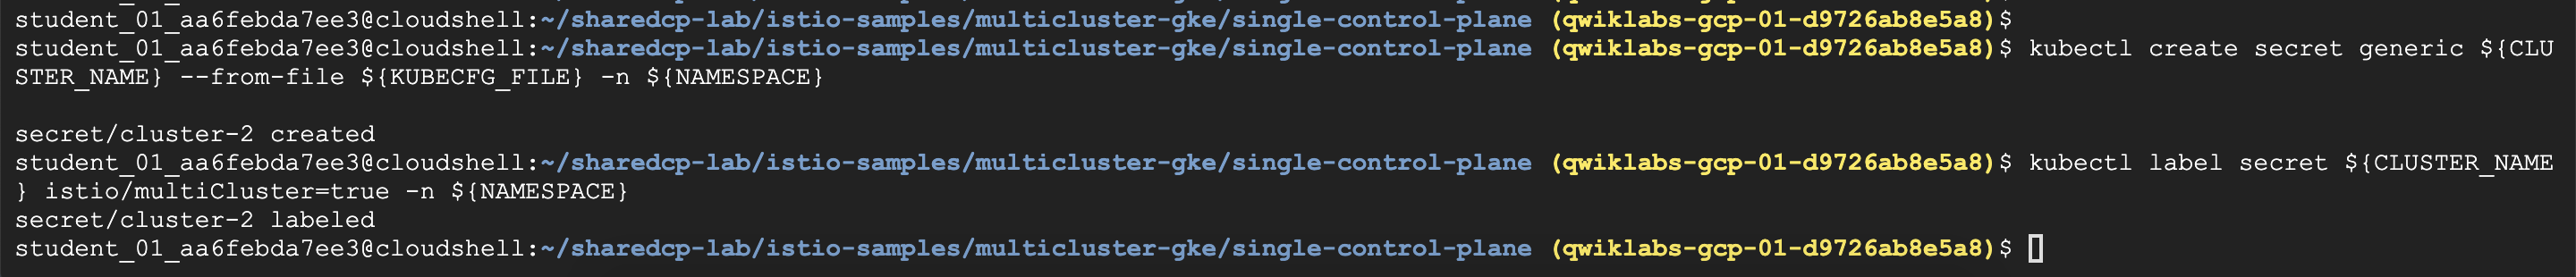 student_01_aa6febda7ee3@cloudshell:~/sharedcp-lab/istio-samples/multicluster-gke/single-control-plane (qwiklabs-gcp-01-d9726ab8e5a8)$
student_01_aa6febda7ee3@cloudshell:~/sharedcp-lab/istio-samples/multicluster-gke/single-control-plane (qwiklabs-gcp-01-d9726ab8e5a8)$ kubectl create secret generic ${CLU
STER_NAME} --from-file ${KUBECFG_FILE} -n ${NAMESPACE}
secret/cluster-2 created
student_01_aa6febda7ee3@cloudshell:~/sharedcp-lab/istio-samples/multicluster-gke/single-control-plane (qwiklabs-gcp-01-d9726ab8e5a8)$ kubectl label secret ${CLUSTER_NAME
} istio/multiCluster=true -n ${NAMESPACE}
secret/cluster-2 labeled
student_01_aa6febda7ee3@cloudshell:~/sharedcp-lab/istio-samples/multicluster-gke/single-control-plane (qwiklabs-gcp-01-d9726ab8e5a8)$